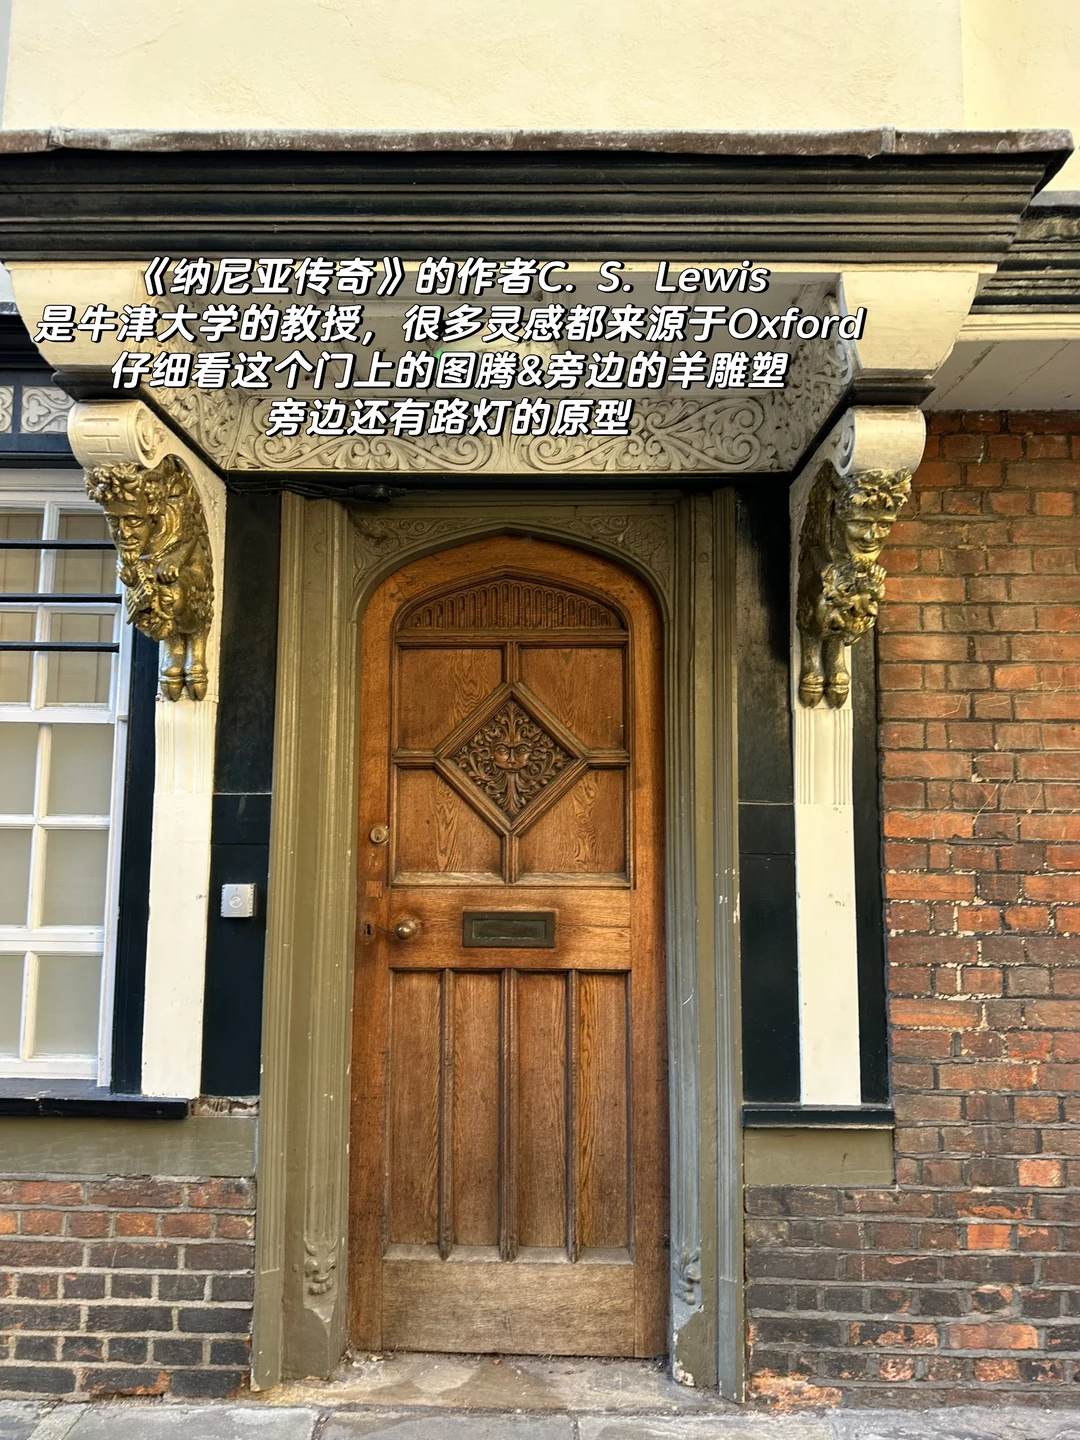 《纳尼亚传奇》的作者C. S. Lewis
是牛津大学的教授，很多灵感都来源于Oxford
仔细看这个门上的图腾&旁边的羊雕塑
旁边还有路灯的原型